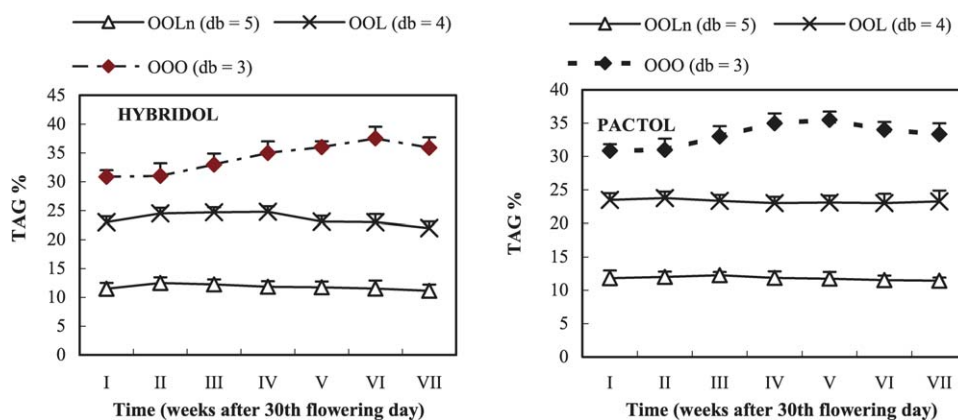 OOLn (db = 5) OOL (db = 4)
OOO (db = 3)
HYBRIDOL
TAG %
45
40
35
30
25
20
15
10
5
0
I II III IV V VI VII
Time (weeks after 30th flowering day)
OOLn (db = 5) OOL (db = 4)
OOO (db = 3)
PACTOL
TAG %
40
35
30
25
20
15
10
5
0
I II III IV V VI VII
Time (weeks after 30th flowering day)